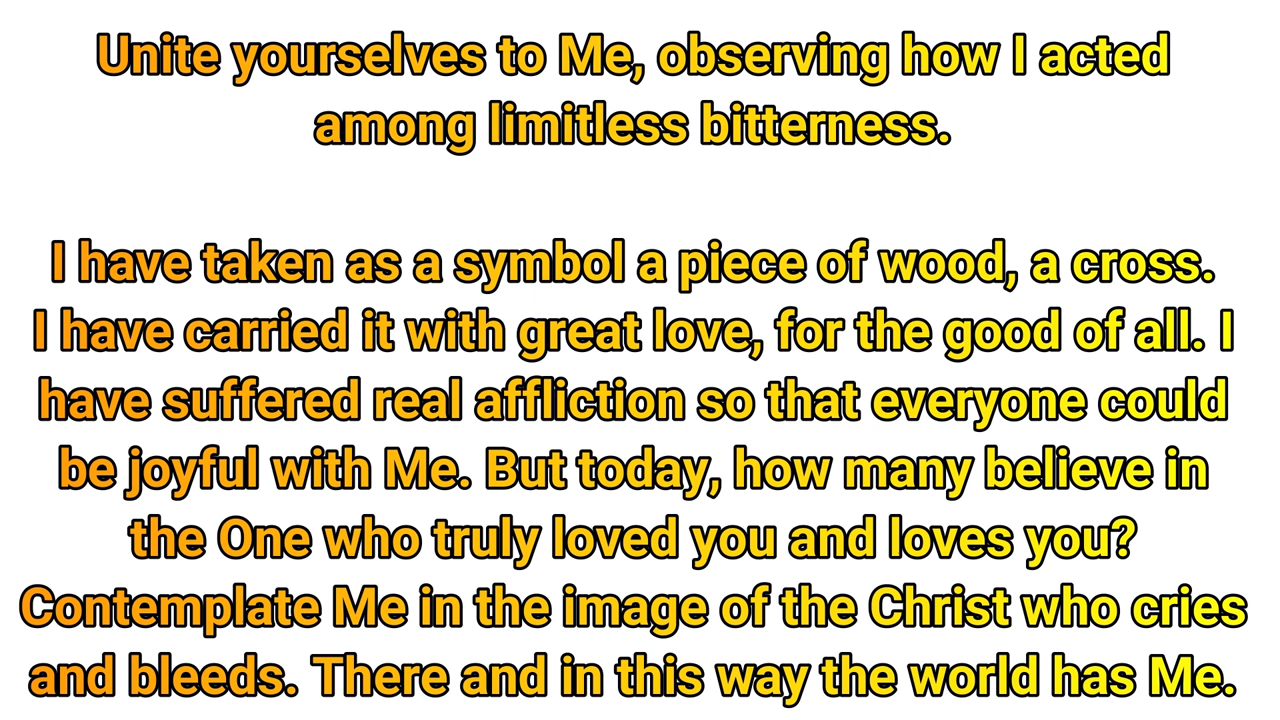 Unite yourselves to Me, observing how I acted
among limitless bitterness.
I have taken as a symbol a piece of wood, a cross.
I have carried it with great love, for the good of all. I
have suffered real affliction so that everyone could
be joyful with Me. But today, how many believe in
the One who truly loved you and loves you?
Contemplate Me in the image of the Christ who cries
and bleeds. There and in this way the world has Me.